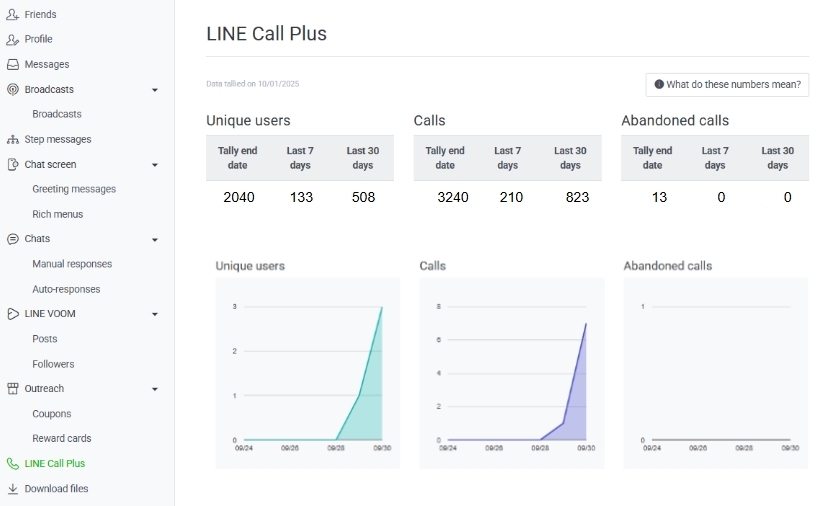 Friends
Profile
Messages
Broadcasts
Broadcasts
Step messages
Chat screen
Greeting messages
Rich menus
Chats
Manual responses
Auto-responses
LINE VOOM
Posts
Followers
Outreach
Coupons
Reward cards
LINE Call Plus
Download files
LINE Call Plus
Data tallied on 10/01/2025
What do these numbers mean?
Unique users
Tally end date
Last 7 days
Last 30 days
2040 133 508
Calls
Tally end date
Last 7 days
Last 30 days
3240 210 823
Abandoned calls
Tally end date
Last 7 days
Last 30 days
13 0 0
Unique users
3
2
1
0
09/24 09/26 09/28 09/30
Calls
8
6
4
2
0
09/24 09/26 09/28 09/30
Abandoned calls
1
0
09/24 09/26 09/28 09/30